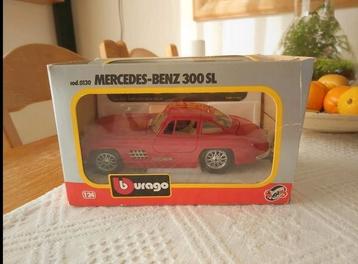 cod.0130 MERCEDES-BENZ 300 SL
burago
1/24